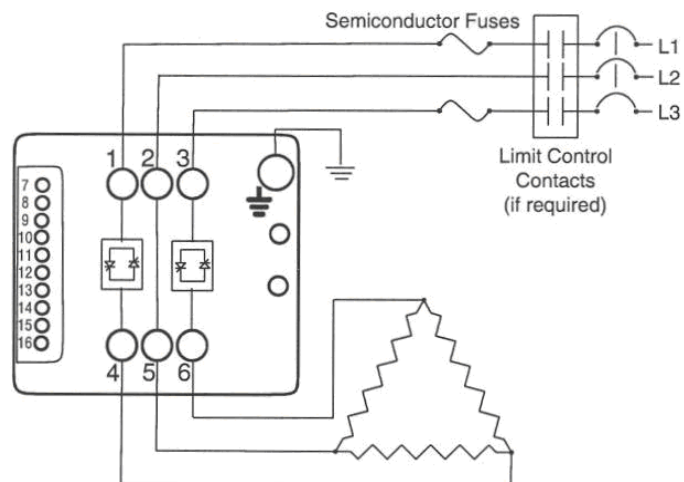 Semiconductor Fuses
L1
L2
L3
1 2 3
Limit Control
Contacts
(if required)
7
8
9
10
11
12
13
14
15
16
4 5 6